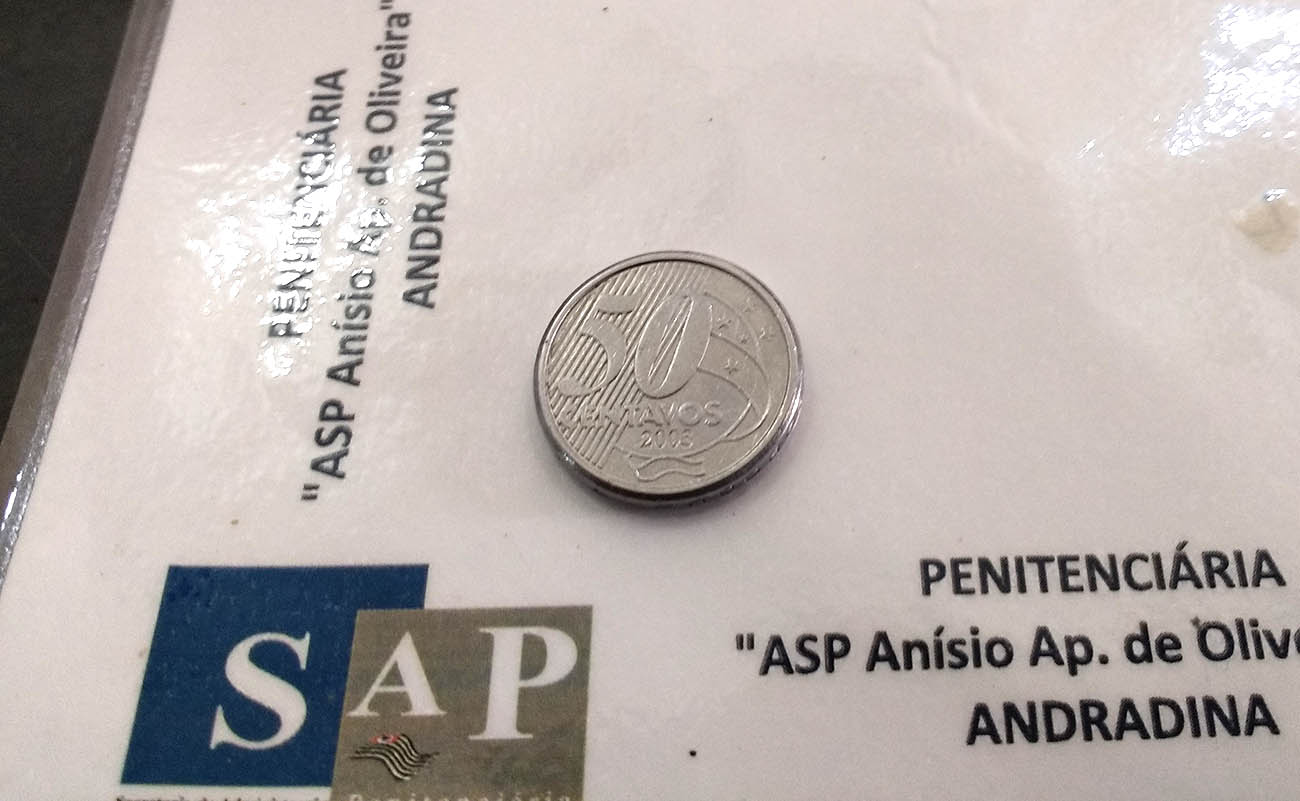 PENITENCIÁRIA
"ASP Anísio Ap. de Oliveira"
ANDRADINA
50
CENTAVOS
SAP
PENITENCIÁRIA
"ASP Anísio Ap. de Olive
ANDRADINA